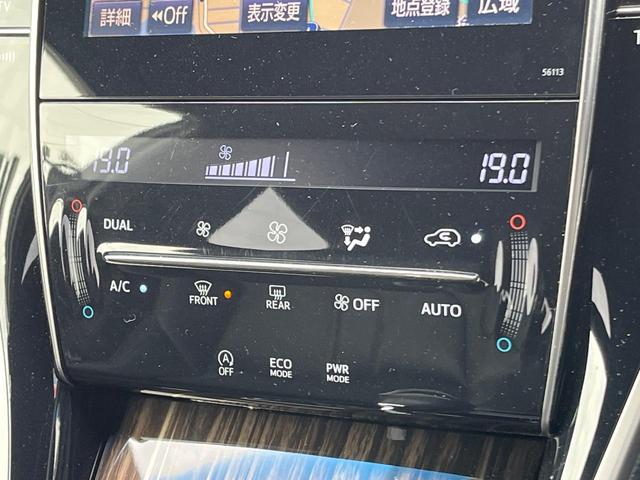 詳細 ◀◀Off 表示変更 地点登録 広域
56113
19.0 19.0
DUAL
A/C FRONT REAR OFF AUTO
A OFF ECO MODE PWR MODE